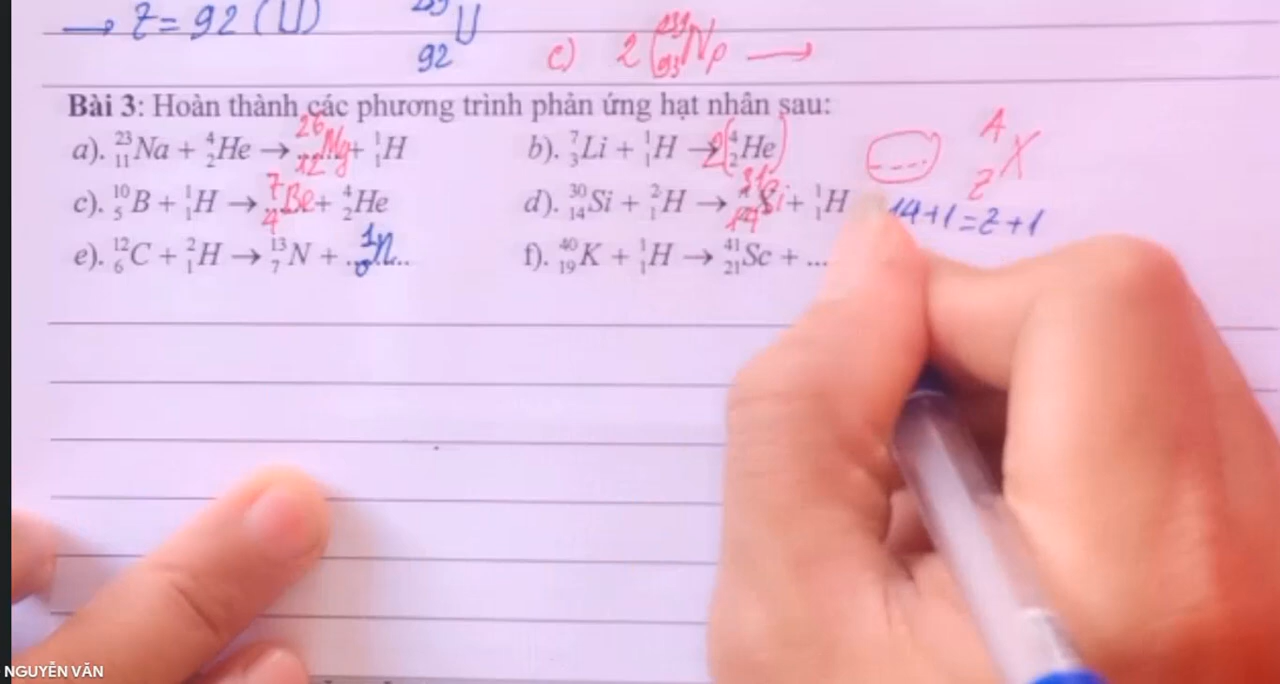 → Z = 92 (U) 92 U c) 2(²³⁹₉₃Np →
Bài 3: Hoàn thành các phương trình phản ứng hạt nhân sau:
a). ²³₁₁Na + ⁴₂He → ²⁶₁₂Mg + ¹₁H b). ⁷₃Li + ¹₁H → 2(⁴₂He) ᴬ_Z X
c). ¹⁰₅B + ¹₁H → ⁷₄Be + ⁴₂He d). ³⁰₁₄Si + ²₁H → ³¹₁₄Si + ¹₁H 14+1=Z+1
e). ¹²₆C + ²₁H → ¹³₇N + ...¹₀n... f). ⁴⁰₁₉K + ¹₁H → ⁴¹₂₁Sc + ...
NGUYỄN VĂN